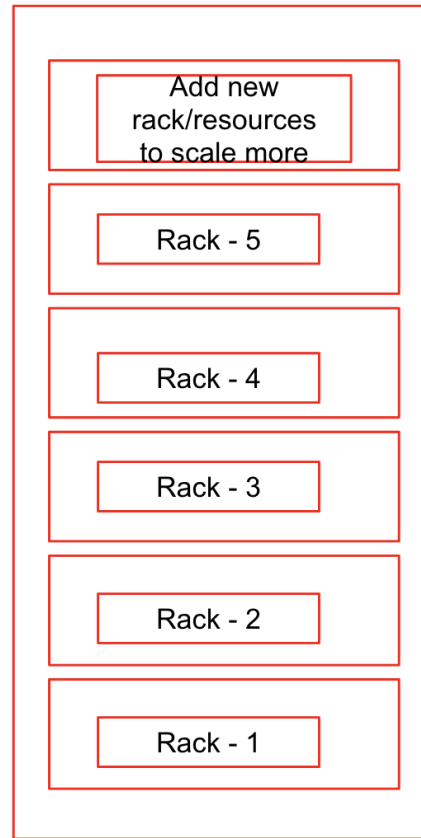 Add new
rack/resources
to scale more
Rack - 5
Rack - 4
Rack - 3
Rack - 2
Rack - 1